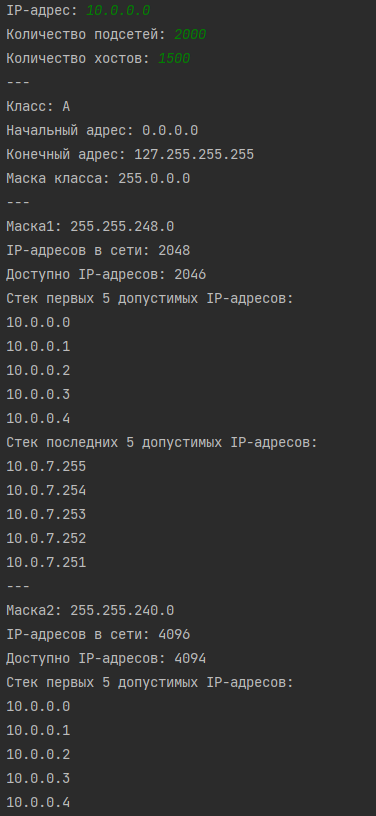 IP-адрес: 10.0.0.0
Количество подсетей: 2000
Количество хостов: 1500
---
Класс: A
Начальный адрес: 0.0.0.0
Конечный адрес: 127.255.255.255
Маска класса: 255.0.0.0
---
Маска1: 255.255.248.0
IP-адресов в сети: 2048
Доступно IP-адресов: 2046
Стек первых 5 допустимых IP-адресов:
10.0.0.0
10.0.0.1
10.0.0.2
10.0.0.3
10.0.0.4
Стек последних 5 допустимых IP-адресов:
10.0.7.255
10.0.7.254
10.0.7.253
10.0.7.252
10.0.7.251
---
Маска2: 255.255.240.0
IP-адресов в сети: 4096
Доступно IP-адресов: 4094
Стек первых 5 допустимых IP-адресов:
10.0.0.0
10.0.0.1
10.0.0.2
10.0.0.3
10.0.0.4